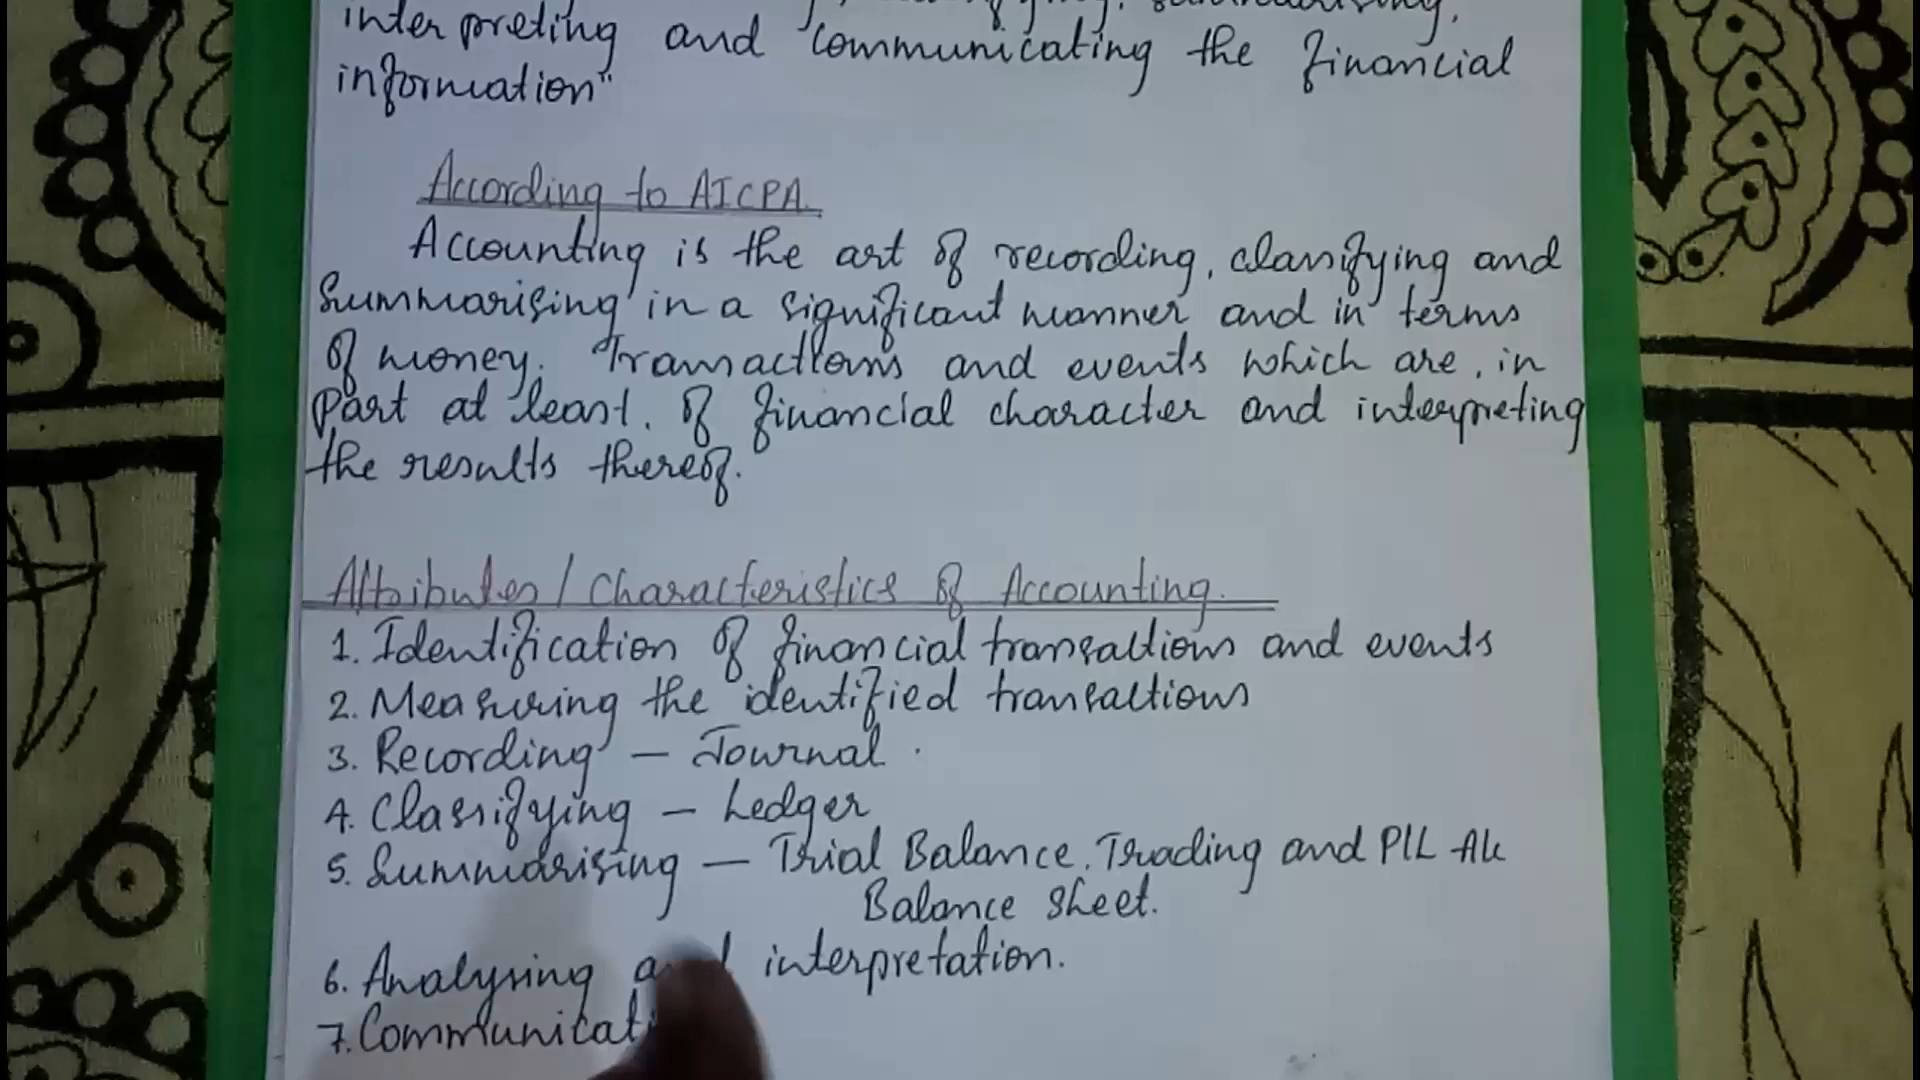 interpreting and communicating the financial
information"
According to AICPA.
Accounting is the art of recording, classifying and
Summarising in a significant manner and in terms
of money. Transactions and events which are, in
Part at least, of financial character and interpreting
the results thereof.
Attributes / Characteristics of Accounting.
1. Identification of financial transactions and events
2. Measuring the identified transactions
3. Recording – Journal.
4. Classifying – Ledger
5. Summarising – Trial Balance, Trading and P/L A/c
Balance Sheet.
6. Analysing and interpretation.
7. Communicati